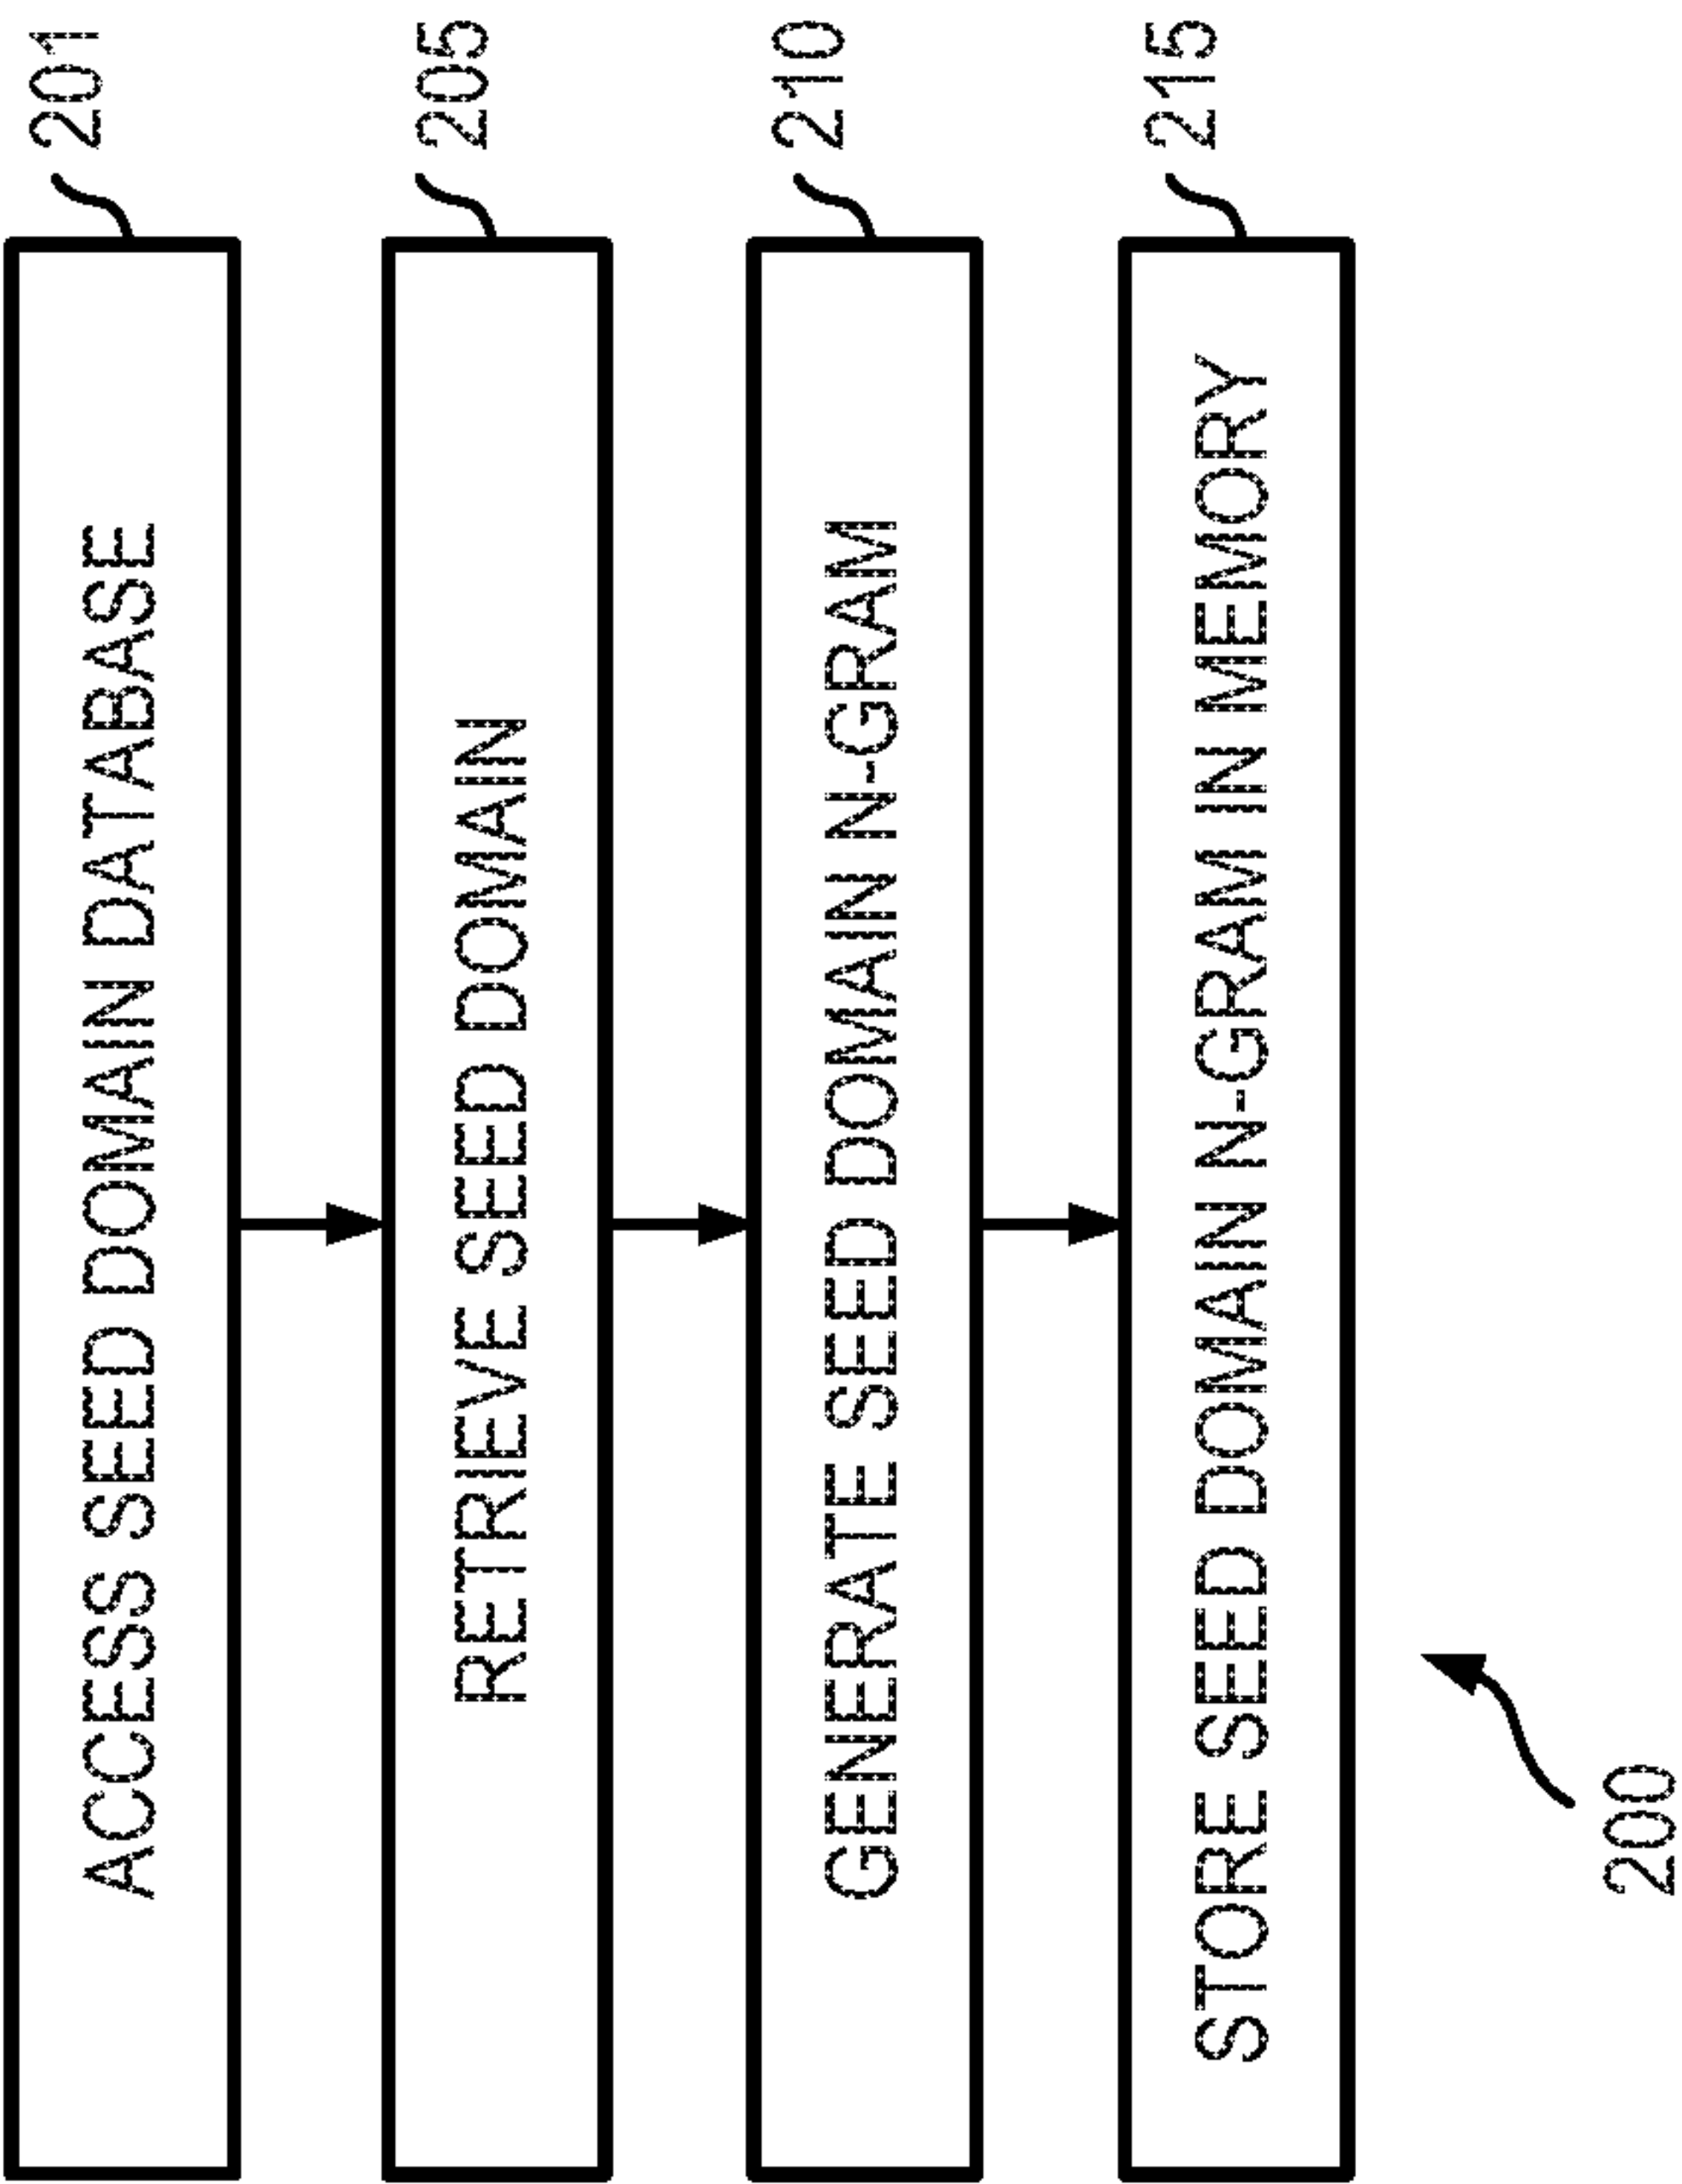 ACCESS SEED DOMAIN DATABASE
201
RETRIEVE SEED DOMAIN
205
GENERATE SEED DOMAIN N-GRAM
210
STORE SEED DOMAIN N-GRAM IN MEMORY
215
200